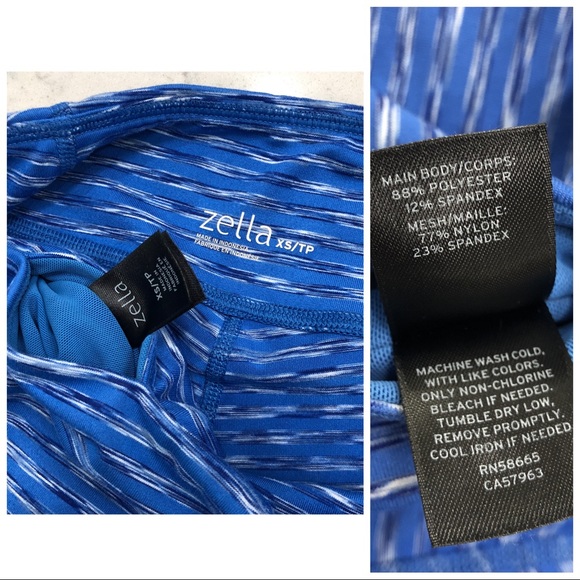 zella XS/TP
MADE IN INDONESIA
FABRIQUÉ EN INDONÉSIE
zella
XS/TP
MADE IN
MAIN BODY/CORPS:
88% POLYESTER
12% SPANDEX
MESH/MAILLE:
77% NYLON
23% SPANDEX
MACHINE WASH COLD,
WITH LIKE COLORS.
ONLY NON-CHLORINE
BLEACH IF NEEDED.
TUMBLE DRY LOW,
REMOVE PROMPTLY.
COOL IRON IF NEEDED
RN58665
CA57963